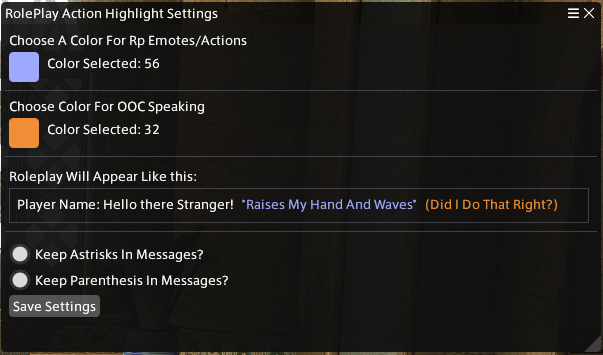 RolePlay Action Highlight Settings
Choose A Color For Rp Emotes/Actions
Color Selected: 56
Choose Color For OOC Speaking
Color Selected: 32
Roleplay Will Appear Like this:
Player Name: Hello there Stranger! *Raises My Hand And Waves* (Did I Do That Right?)
Keep Astrisks In Messages?
Keep Parenthesis In Messages?
Save Settings